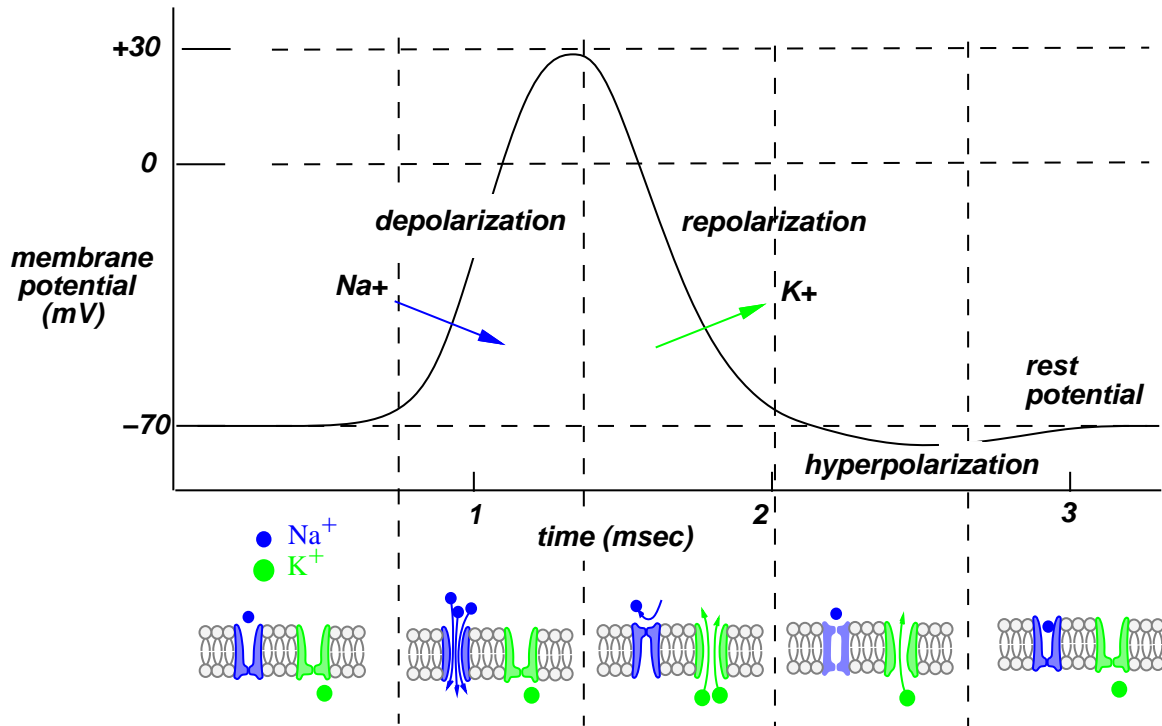 +30
0
depolarization
repolarization
membrane
potential
(mV)
Na+
K+
rest
potential
–70
hyperpolarization
1
2
3
time (msec)
Na+
K+